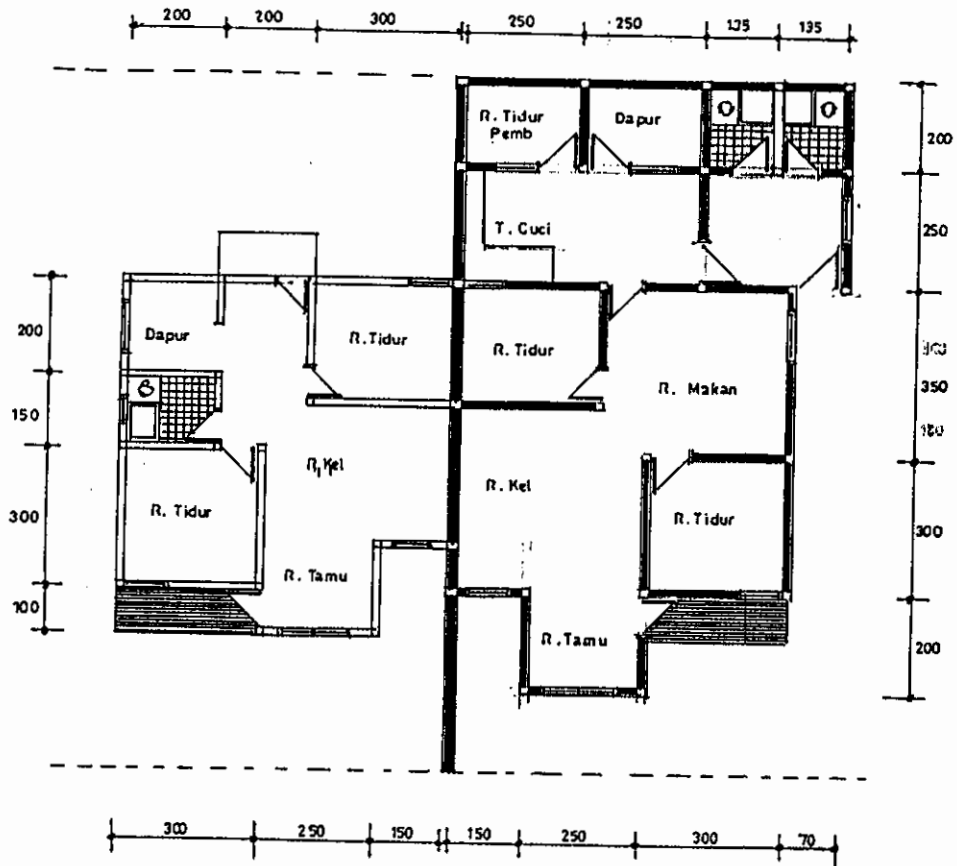 200 200 300 250 250 135 135
R. Tidur
Pemb
Dapur
200
T. Cuci
250
Dapur
R. Tidur
R. Tidur
200
R. Makan
350
150
R. Kel
R. Kel
R. Tidur
R. Tidur
300
300
R. Tamu
100
R. Tamu
200
300 250 150 150 250 300 70